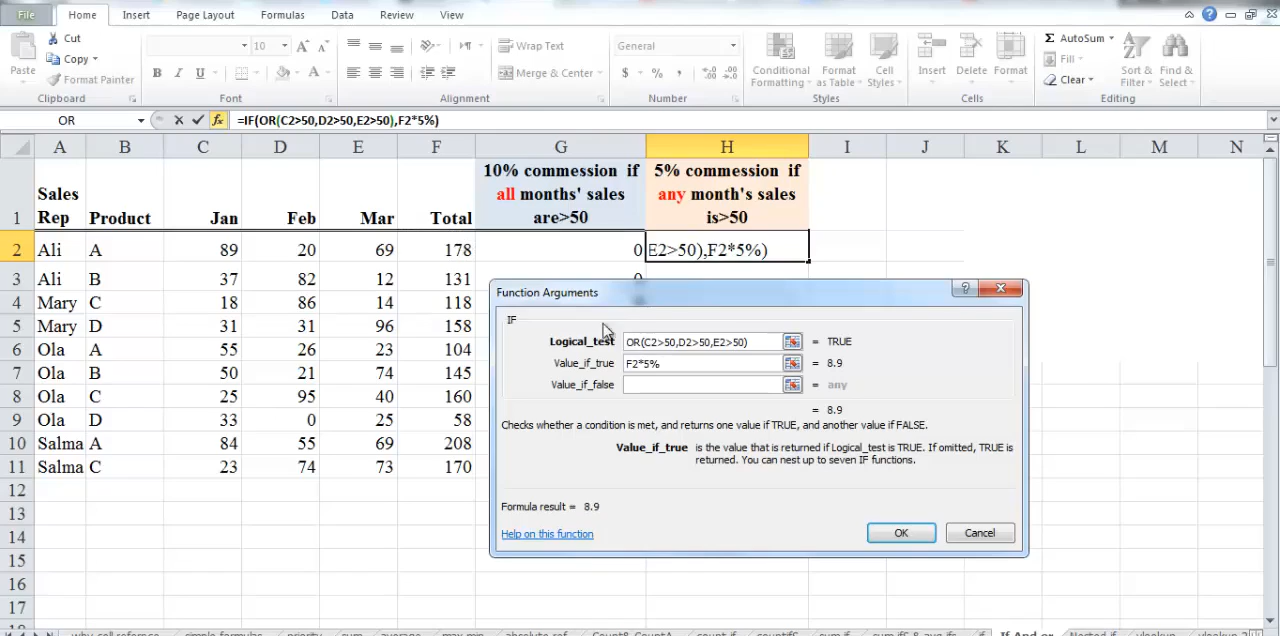 File Home Insert Page Layout Formulas Data Review View
Paste Cut Copy Format Painter
10 Wrap Text General AutoSum
B I U Merge & Center $ % Conditional Formatting Format as Table Cell Styles Insert Delete Format Fill Clear Sort & Filter Find & Select
Clipboard Font Alignment Number Styles Cells Editing
OR fx =IF(OR(C2>50,D2>50,E2>50),F2*5%)
A B C D E F G H I J K L M N
1 Sales Rep Product Jan Feb Mar Total 10% commession if all months' sales are>50 5% commession if any month's sales is>50
2 Ali A 89 20 69 178 0 E2>50),F2*5%)
3 Ali B 37 82 12 131 0
4 Mary C 18 86 14 118
5 Mary D 31 31 96 158
6 Ola A 55 26 23 104
7 Ola B 50 21 74 145
8 Ola C 25 95 40 160
9 Ola D 33 0 25 58
10 Salma A 84 55 69 208
11 Salma C 23 74 73 170
12
13
14
15
16
17
Function Arguments
IF
Logical_test OR(C2>50,D2>50,E2>50) = TRUE
Value_if_true F2*5% = 8.9
Value_if_false = any
= 8.9
Checks whether a condition is met, and returns one value if TRUE, and another value if FALSE.
Value_if_true is the value that is returned if Logical_test is TRUE. If omitted, TRUE is
returned. You can nest up to seven IF functions.
Formula result = 8.9
Help on this function OK Cancel